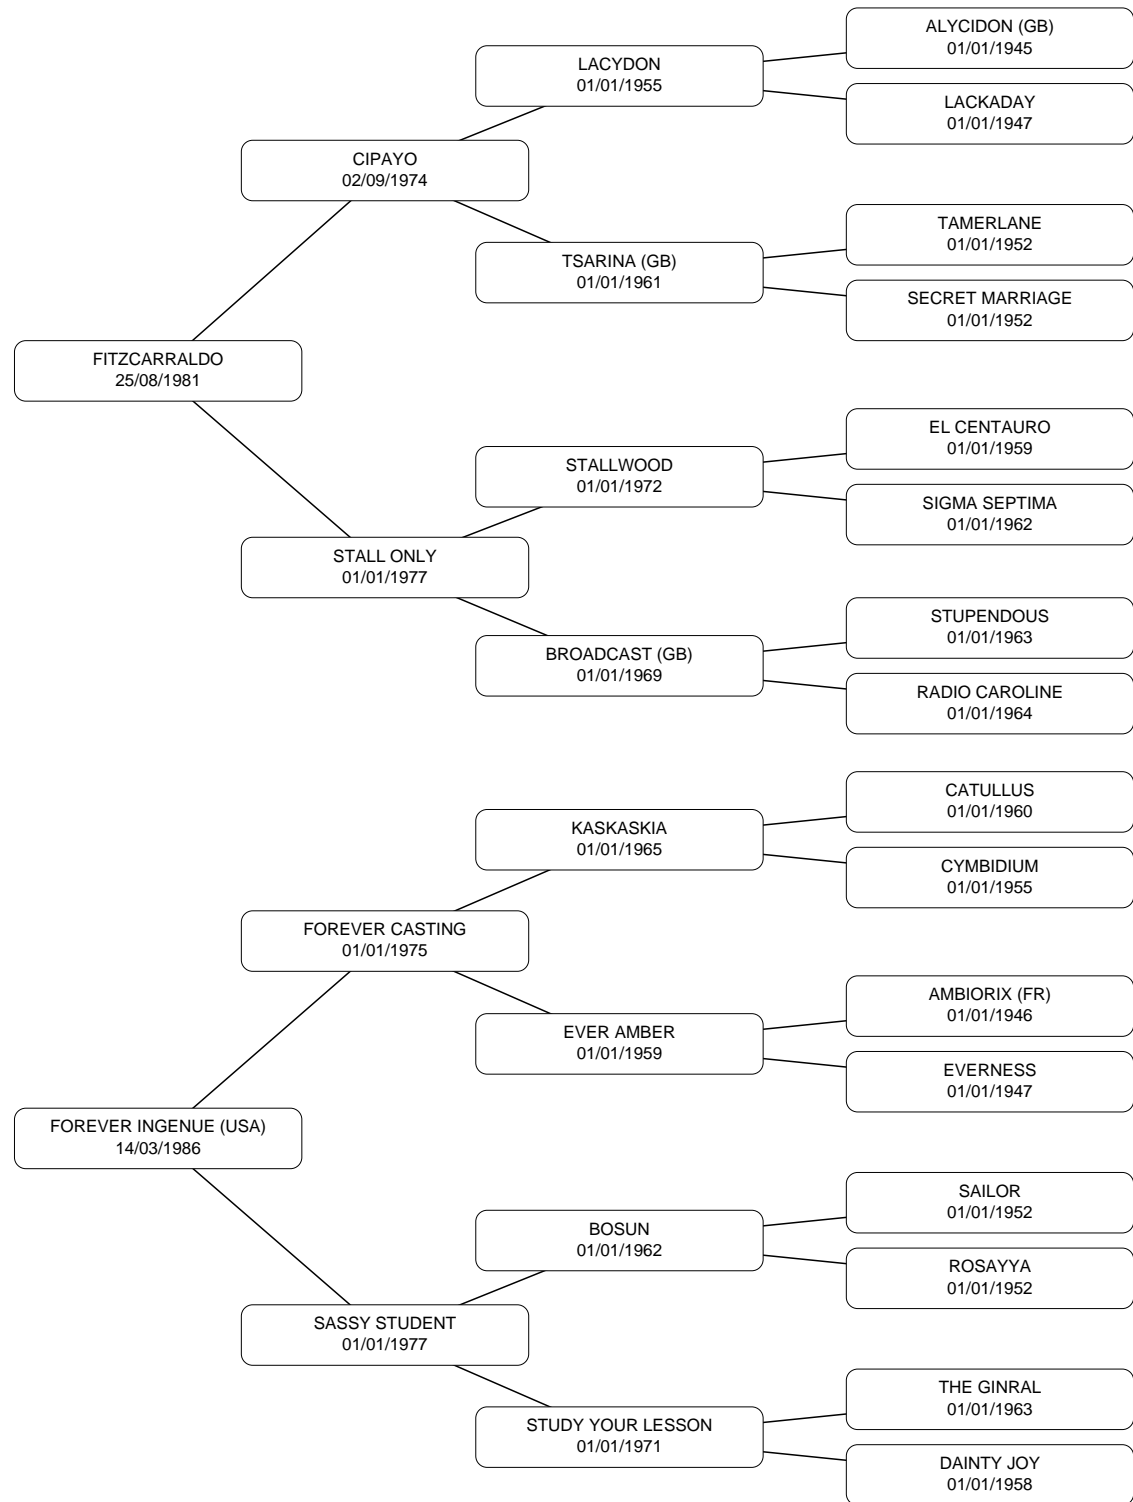 ALYCIDON (GB)
01/01/1945
LACYDON
01/01/1955
LACKADAY
01/01/1947
CIPAYO
02/09/1974
TAMERLANE
01/01/1952
TSARINA (GB)
01/01/1961
SECRET MARRIAGE
01/01/1952
FITZCARRALDO
25/08/1981
EL CENTAURO
01/01/1959
STALLWOOD
01/01/1972
SIGMA SEPTIMA
01/01/1962
STALL ONLY
01/01/1977
STUPENDOUS
01/01/1963
BROADCAST (GB)
01/01/1969
RADIO CAROLINE
01/01/1964
CATULLUS
01/01/1960
KASKASKIA
01/01/1965
CYMBIDIUM
01/01/1955
FOREVER CASTING
01/01/1975
AMBIORIX (FR)
01/01/1946
EVER AMBER
01/01/1959
EVERNESS
01/01/1947
FOREVER INGENUE (USA)
14/03/1986
SAILOR
01/01/1952
BOSUN
01/01/1962
ROSAYYA
01/01/1952
SASSY STUDENT
01/01/1977
THE GINRAL
01/01/1963
STUDY YOUR LESSON
01/01/1971
DAINTY JOY
01/01/1958